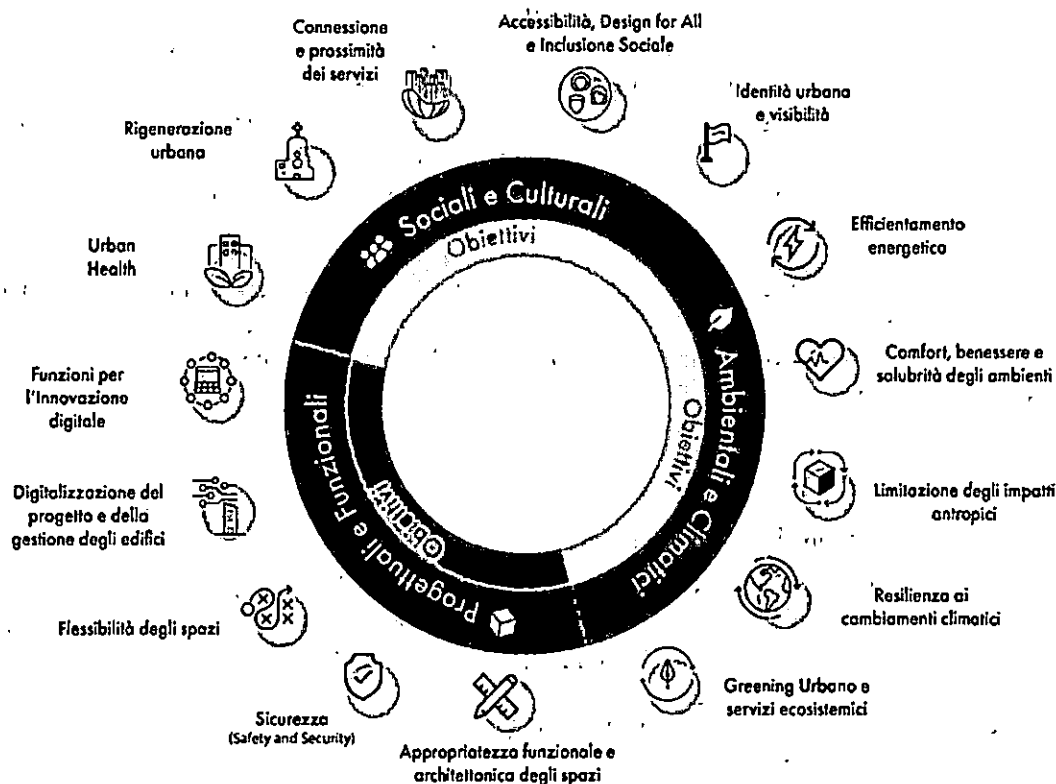 Connessione
e prossimità
dei servizi
Accessibilità, Design for All
e Inclusione Sociale
Identità urbana
e visibilità
Rigenerazione
urbana
Efficientamento
energetico
Urban
Health
Comfort, benessere e
salubrità degli ambienti
Funzioni per
l'Innovazione
digitale
Limitazione degli impatti
antropici
Digitalizzazione del
progetto e della
gestione degli edifici
Resilienza ai
cambiamenti climatici
Flessibilità degli spazi
Greening Urbano e
servizi ecosistemici
Sicurezza
(Safety and Security)
Appropriatezza funzionale e
architettonica degli spazi
Sociali e Culturali
Obiettivi
Ambientali e Climatici
Obiettivi
Progettuali e Funzionali
Obiettivi